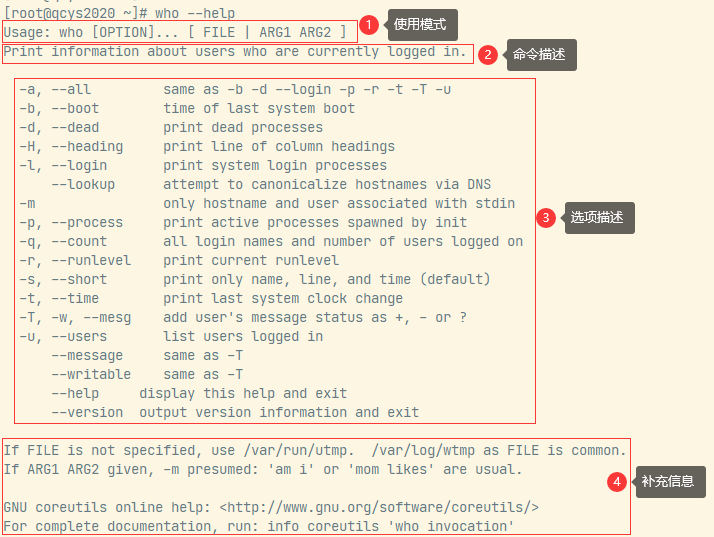 [root@qcys2020 ~]# who --help
Usage: who [OPTION]... [ FILE | ARG1 ARG2 ]
1 使用模式
Print information about users who are currently logged in.
2 命令描述
-a, --all         same as -b -d --login -p -r -t -T -u
-b, --boot        time of last system boot
-d, --dead        print dead processes
-H, --heading     print line of column headings
-l, --login       print system login processes
    --lookup      attempt to canonicalize hostnames via DNS
-m                only hostname and user associated with stdin
-p, --process     print active processes spawned by init
-q, --count       all login names and number of users logged on
-r, --runlevel    print current runlevel
-s, --short       print only name, line, and time (default)
-t, --time        print last system clock change
-T, -w, --mesg    add user's message status as +, - or ?
-u, --users       list users logged in
    --message     same as -T
    --writable    same as -T
    --help     display this help and exit
    --version  output version information and exit
3 选项描述
If FILE is not specified, use /var/run/utmp.  /var/log/wtmp as FILE is common.
If ARG1 ARG2 given, -m presumed: 'am i' or 'mom likes' are usual.
GNU coreutils online help: <http://www.gnu.org/software/coreutils/>
For complete documentation, run: info coreutils 'who invocation'
4 补充信息